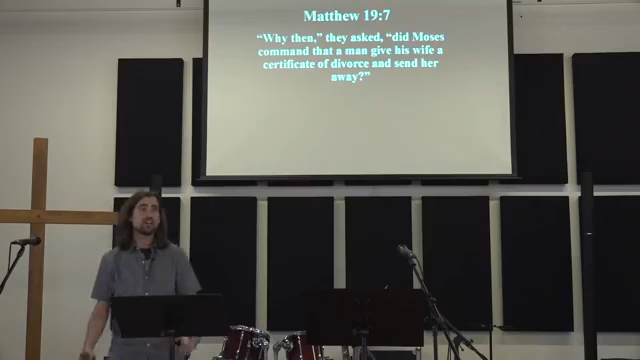 Matthew 19:7
“Why then,” they asked, “did Moses
command that a man give his wife a
certificate of divorce and send her
away?”